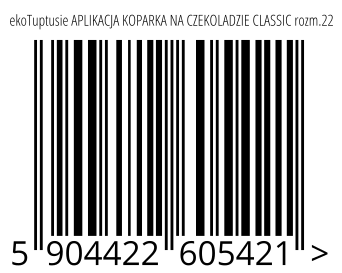 ekoTuptusie APLIKACJA KOPARKA NA CZEKOLADZIE CLASSIC rozm.22
5 904422 605421 >